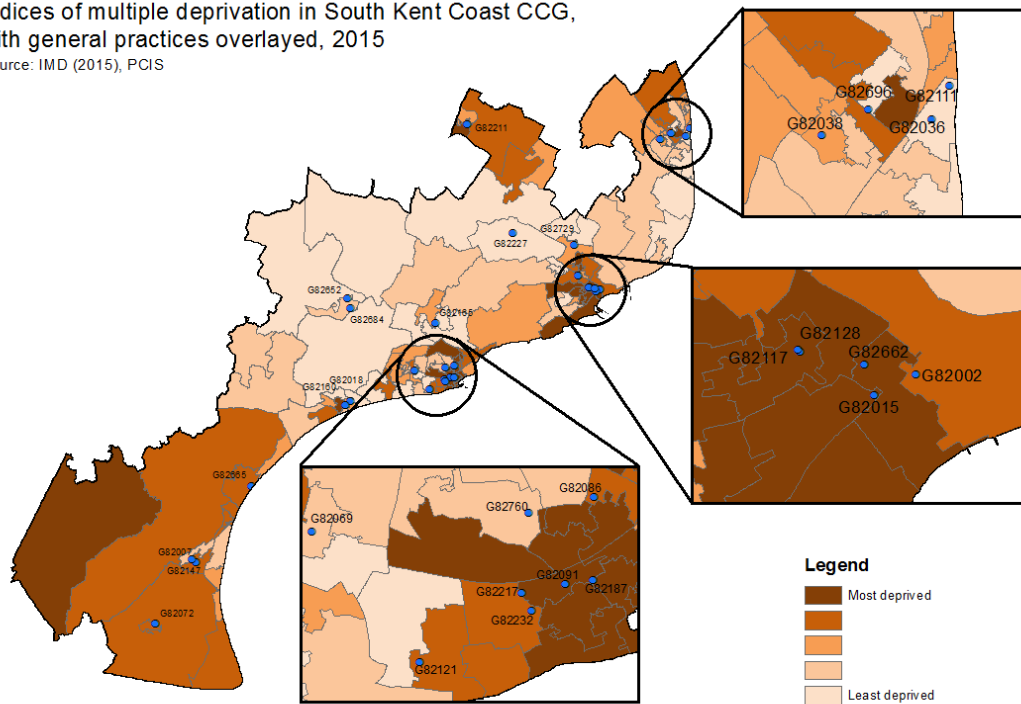 dices of multiple deprivation in South Kent Coast CCG,
ith general practices overlayed, 2015
urce: IMD (2015), PCIS
G82696
G82111
G82038
G82036
G82211
G82729
G82227
G82652
G82684
G82165
G82128
G82117
G82662
G82002
G82015
G82018
G82160
G82665
G82086
G82760
G82069
G82007
G82147
G82091
G82187
G82217
G82232
G82072
G82121
Legend
Most deprived
Least deprived